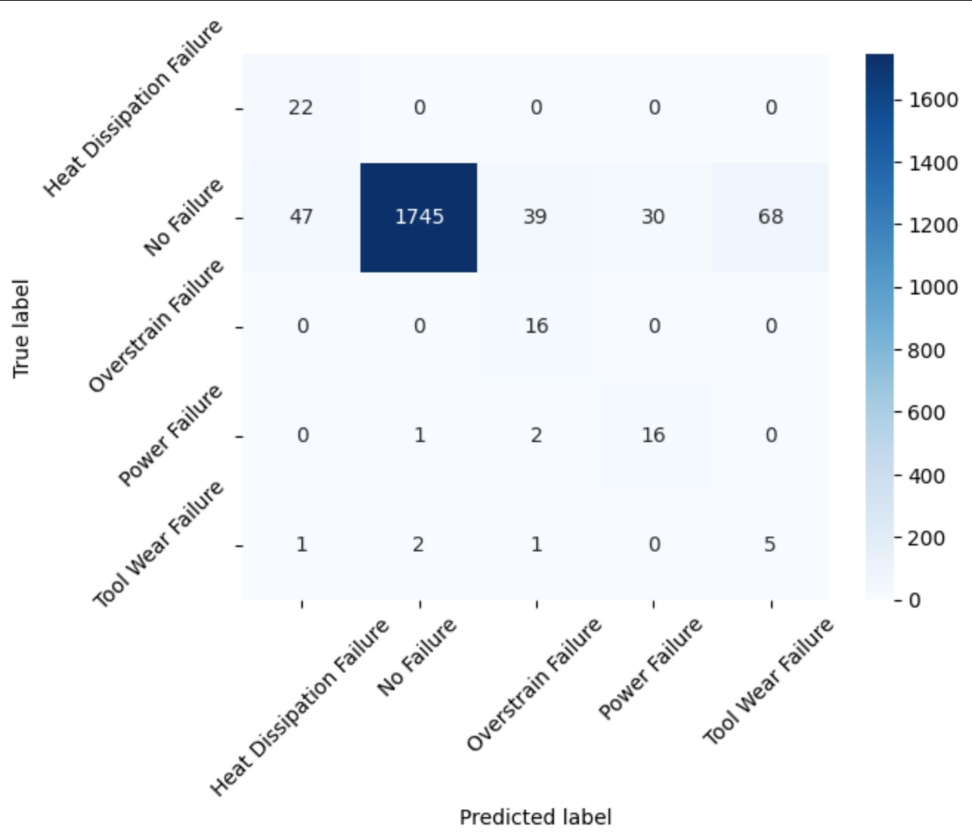 True label
Heat Dissipation Failure
22 0 0 0 0
No Failure
47 1745 39 30 68
Overstrain Failure
0 0 16 0 0
Power Failure
0 1 2 16 0
Tool Wear Failure
1 2 1 0 5
Heat Dissipation Failure
No Failure
Overstrain Failure
Power Failure
Tool Wear Failure
Predicted label
1600
1400
1200
1000
800
600
400
200
0